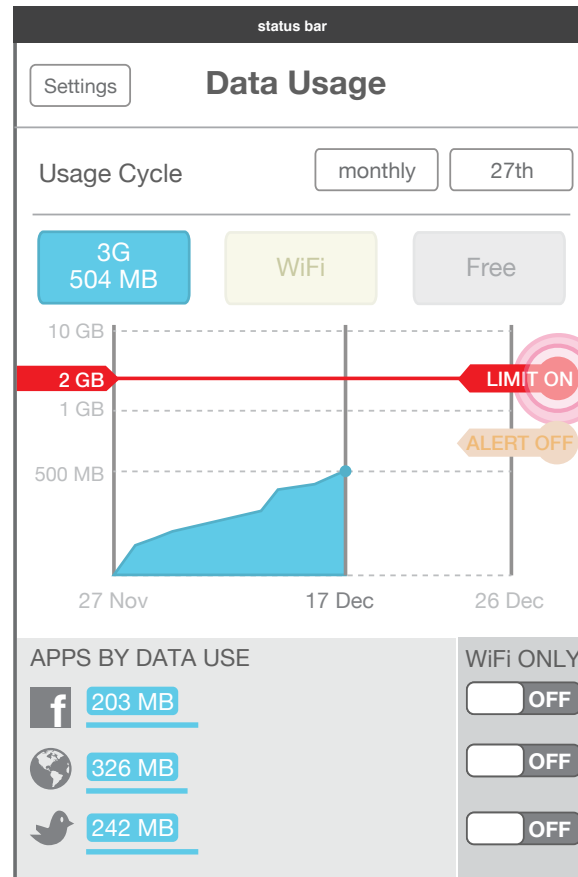 status bar
Settings
Data Usage
Usage Cycle
monthly
27th
3G
504 MB
WiFi
Free
10 GB
2 GB
LIMIT ON
1 GB
ALERT OFF
500 MB
27 Nov
17 Dec
26 Dec
APPS BY DATA USE
WiFi ONLY
f
203 MB
OFF
326 MB
OFF
242 MB
OFF